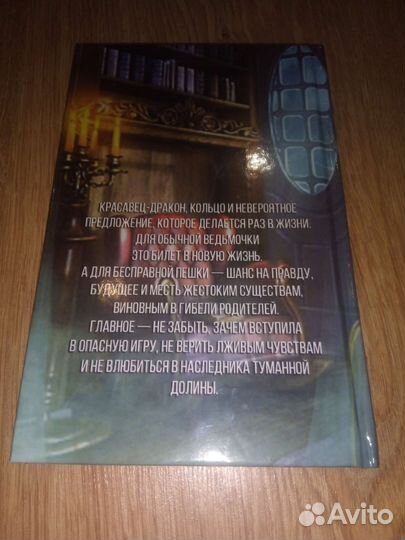 КРАСАВЕЦ-ДРАКОН, КОЛЬЦО И НЕВЕРОЯТНОЕ
ПРЕДЛОЖЕНИЕ, КОТОРОЕ ДЕЛАЕТСЯ РАЗ В ЖИЗНИ.
ДЛЯ ОБЫЧНОЙ ВЕДЬМОЧКИ
ЭТО БИЛЕТ В НОВУЮ ЖИЗНЬ.
А ДЛЯ БЕСПРАВНОЙ ПЕШКИ — ШАНС НА ПРАВДУ,
БУДУЩЕЕ И МЕСТЬ ЖЕСТОКИМ СУЩЕСТВАМ,
ВИНОВНЫМ В ГИБЕЛИ РОДИТЕЛЕЙ.
ГЛАВНОЕ — НЕ ЗАБЫТЬ, ЗАЧЕМ ВСТУПИЛА
В ОПАСНУЮ ИГРУ, НЕ ВЕРИТЬ ЛЖИВЫМ ЧУВСТВАМ
И НЕ ВЛЮБИТЬСЯ В НАСЛЕДНИКА ТУМАННОЙ
ДОЛИНЫ.
Avito